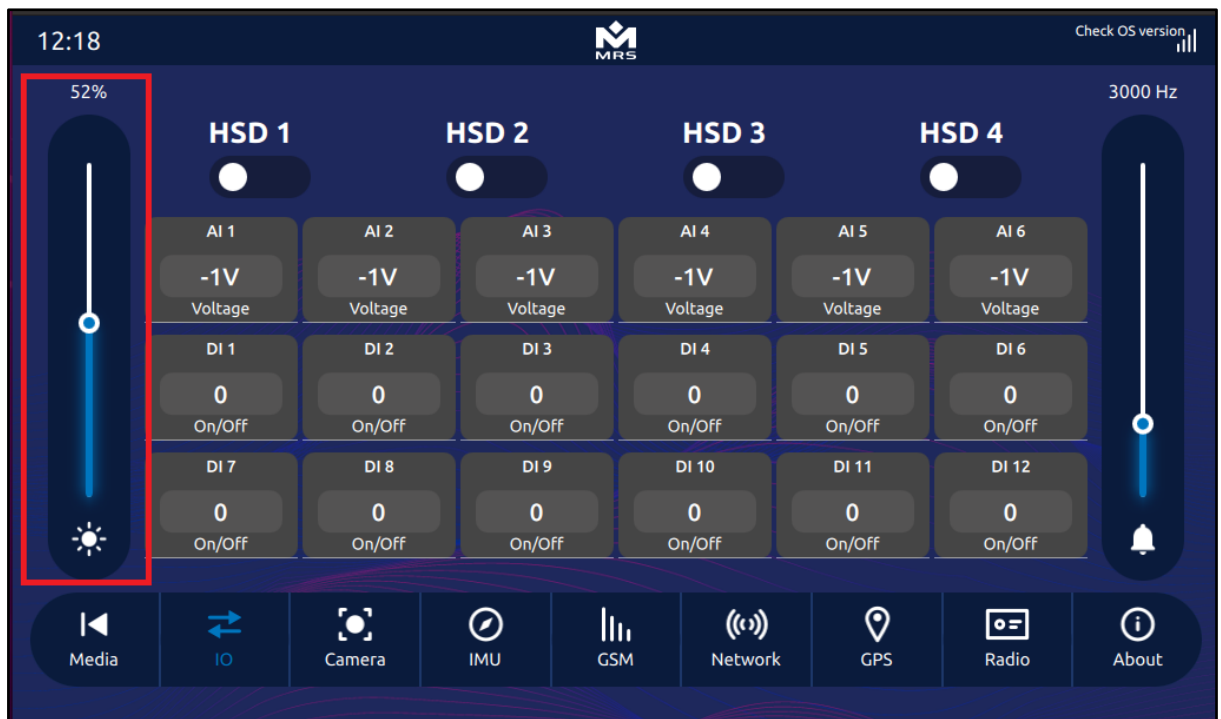 12:18
MRS
Check OS version
52%
3000 Hz
HSD 1 HSD 2 HSD 3 HSD 4
AI 1 AI 2 AI 3 AI 4 AI 5 AI 6
-1V -1V -1V -1V -1V -1V
Voltage Voltage Voltage Voltage Voltage Voltage
DI 1 DI 2 DI 3 DI 4 DI 5 DI 6
0 0 0 0 0 0
On/Off On/Off On/Off On/Off On/Off On/Off
DI 7 DI 8 DI 9 DI 10 DI 11 DI 12
0 0 0 0 0 0
On/Off On/Off On/Off On/Off On/Off On/Off
Media IO Camera IMU GSM Network GPS Radio About